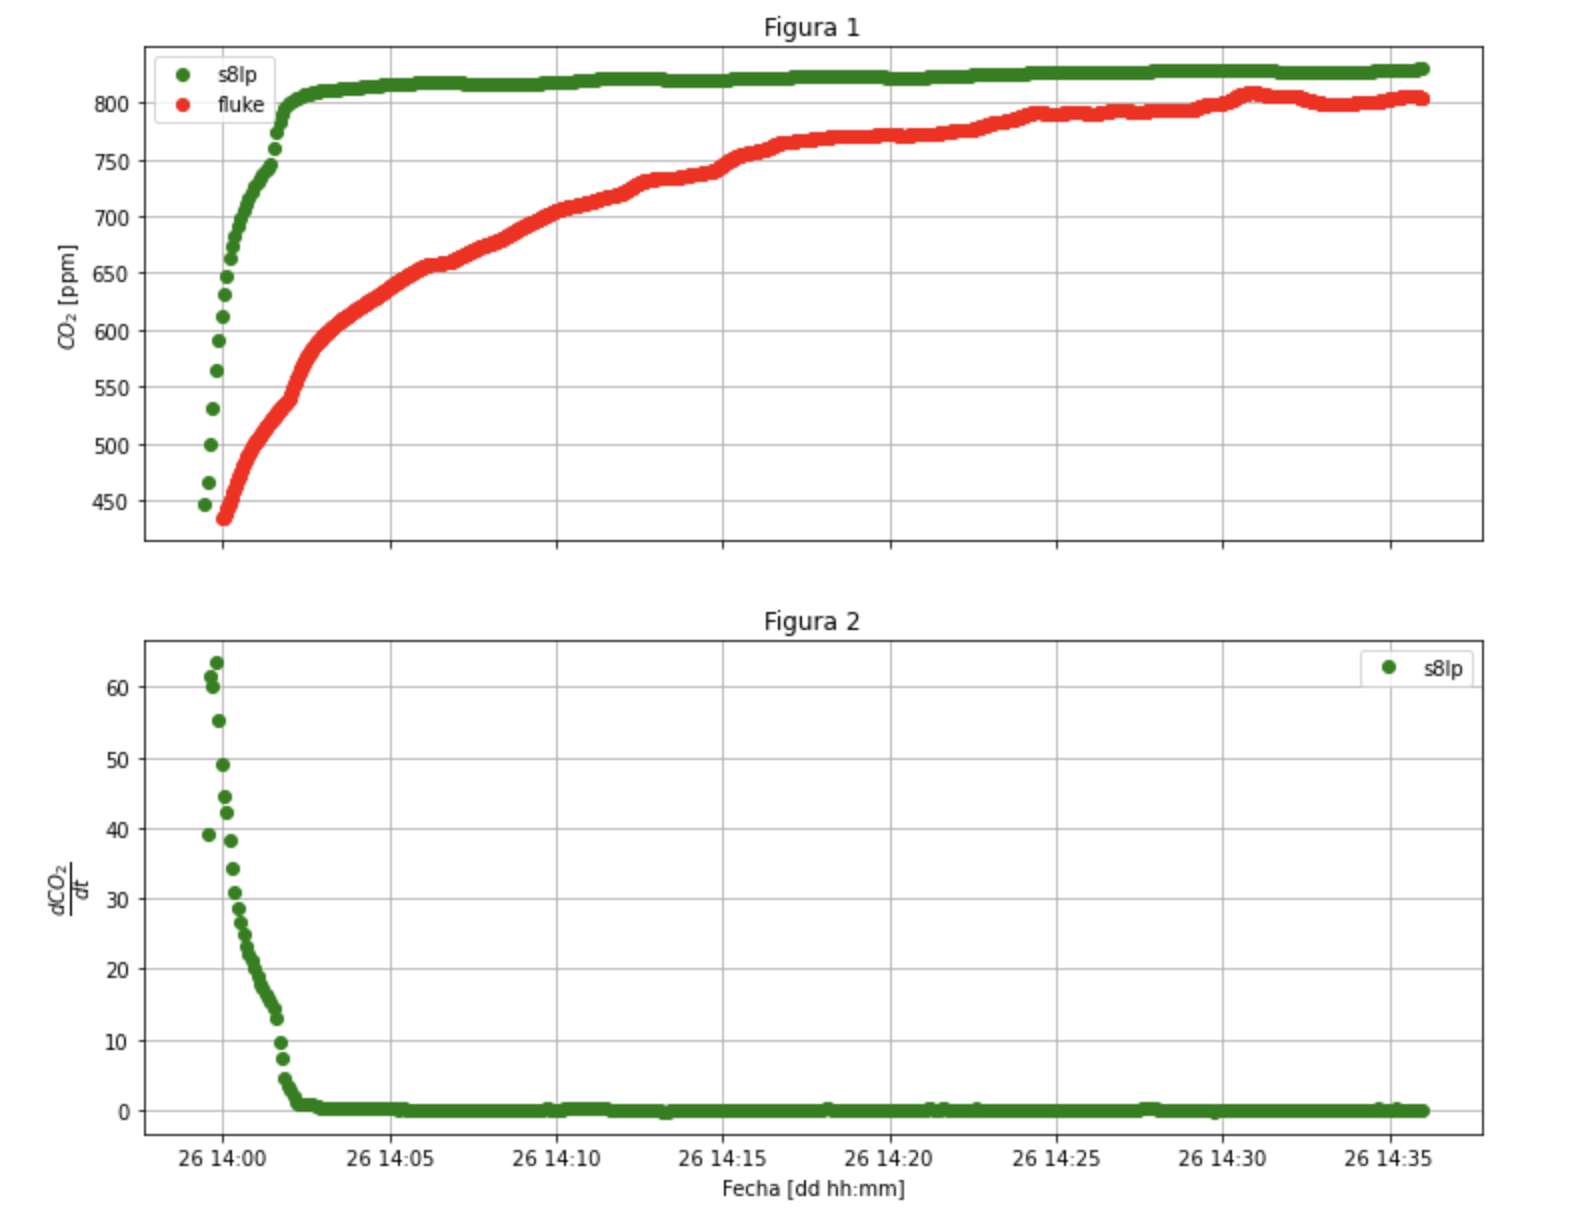 Figura 1
s8lp
fluke
800
750
700
650
600
550
500
450
CO₂ [ppm]
Figura 2
s8lp
60
50
40
30
20
10
0
dCO₂
dt
26 14:00 26 14:05 26 14:10 26 14:15 26 14:20 26 14:25 26 14:30 26 14:35
Fecha [dd hh:mm]